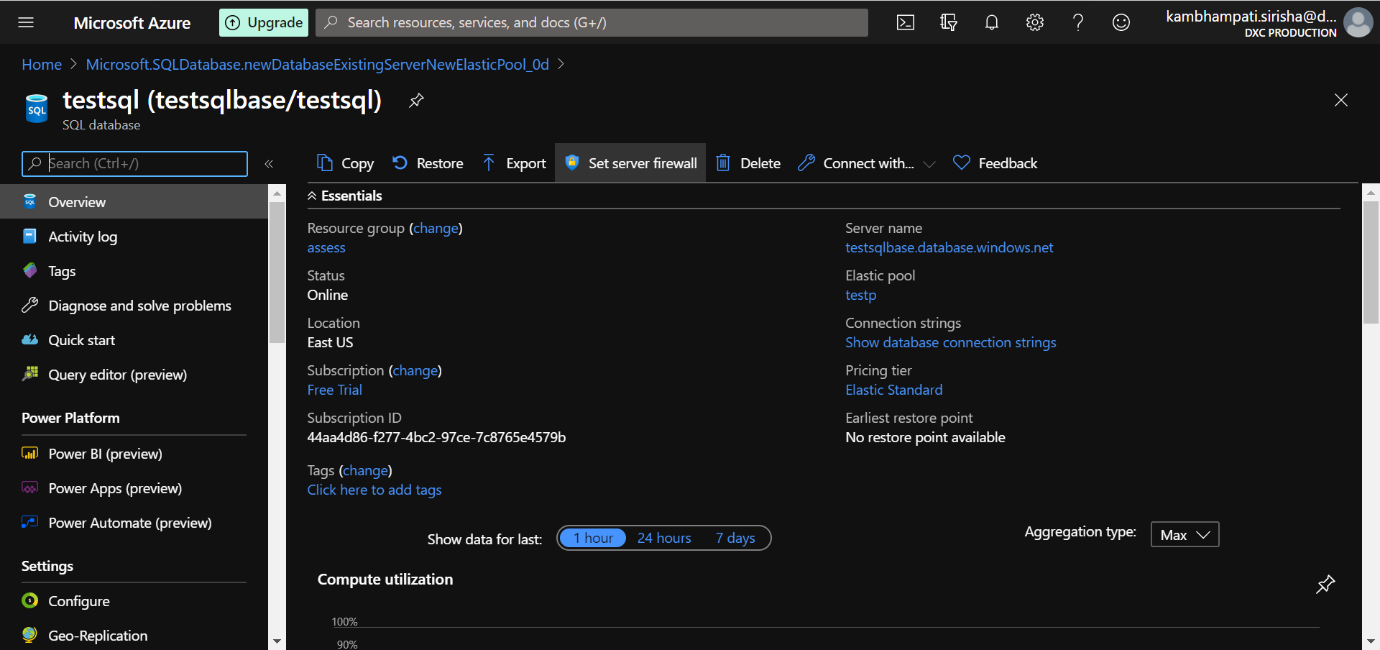 Microsoft Azure
Upgrade
Search resources, services, and docs (G+/)
kambhampati.sirisha@d...
DXC PRODUCTION
Home > Microsoft.SQLDatabase.newDatabaseExistingServerNewElasticPool_0d >
testsql (testsqlbase/testsql)
SQL
SQL database
Search (Ctrl+/)
«
Copy Restore Export Set server firewall Delete Connect with... Feedback
Overview
Activity log
Tags
Diagnose and solve problems
Quick start
Query editor (preview)
Power Platform
Power BI (preview)
Power Apps (preview)
Power Automate (preview)
Settings
Configure
Geo-Replication
Essentials
Resource group (change)
assess
Status
Online
Location
East US
Subscription (change)
Free Trial
Subscription ID
44aa4d86-f277-4bc2-97ce-7c8765e4579b
Tags (change)
Click here to add tags
Server name
testsqlbase.database.windows.net
Elastic pool
testp
Connection strings
Show database connection strings
Pricing tier
Elastic Standard
Earliest restore point
No restore point available
Show data for last: 1 hour 24 hours 7 days
Aggregation type: Max
Compute utilization
100%
90%